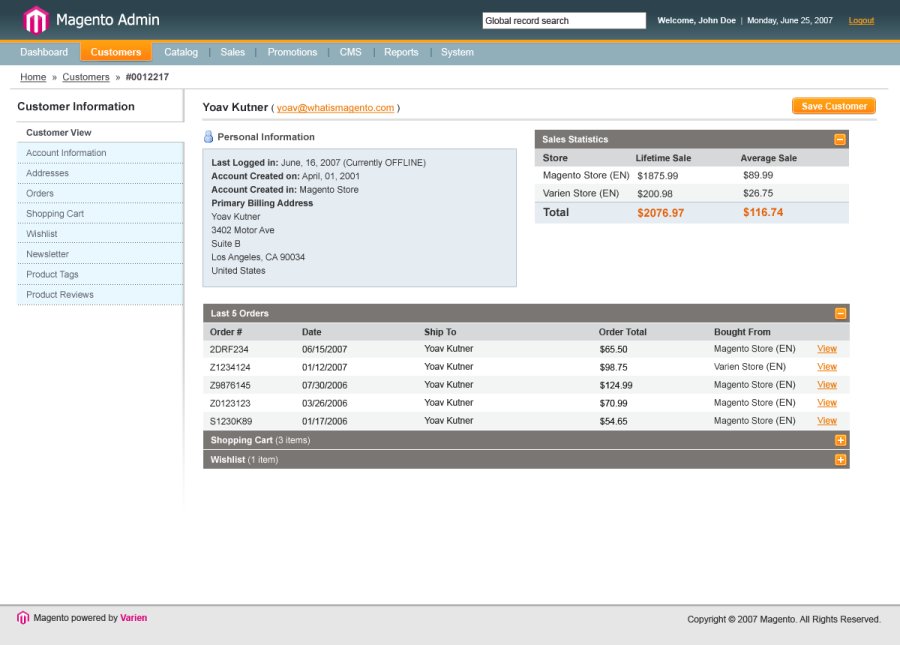 Magento Admin
Global record search
Welcome, John Doe | Monday, June 25, 2007 Logout
Dashboard Customers Catalog | Sales | Promotions | CMS | Reports | System
Home » Customers » #0012217
Customer Information
Customer View
Account Information
Addresses
Orders
Shopping Cart
Wishlist
Newsletter
Product Tags
Product Reviews
Yoav Kutner ( yoav@whatismagento.com )
Save Customer
Personal Information
Last Logged in: June, 16, 2007 (Currently OFFLINE)
Account Created on: April, 01, 2001
Account Created in: Magento Store
Primary Billing Address
Yoav Kutner
3402 Motor Ave
Suite B
Los Angeles, CA 90034
United States
Sales Statistics
Store Lifetime Sale Average Sale
Magento Store (EN) $1875.99 $89.99
Varien Store (EN) $200.98 $26.75
Total $2076.97 $116.74
Last 5 Orders
Order # Date Ship To Order Total Bought From
2DRF234 06/15/2007 Yoav Kutner $65.50 Magento Store (EN) View
Z1234124 01/12/2007 Yoav Kutner $98.75 Varien Store (EN) View
Z9876145 07/30/2006 Yoav Kutner $124.99 Magento Store (EN) View
Z0123123 03/26/2006 Yoav Kutner $70.99 Magento Store (EN) View
S1230K89 01/17/2006 Yoav Kutner $54.65 Magento Store (EN) View
Shopping Cart (3 items)
Wishlist (1 item)
Magento powered by Varien
Copyright © 2007 Magento. All Rights Reserved.